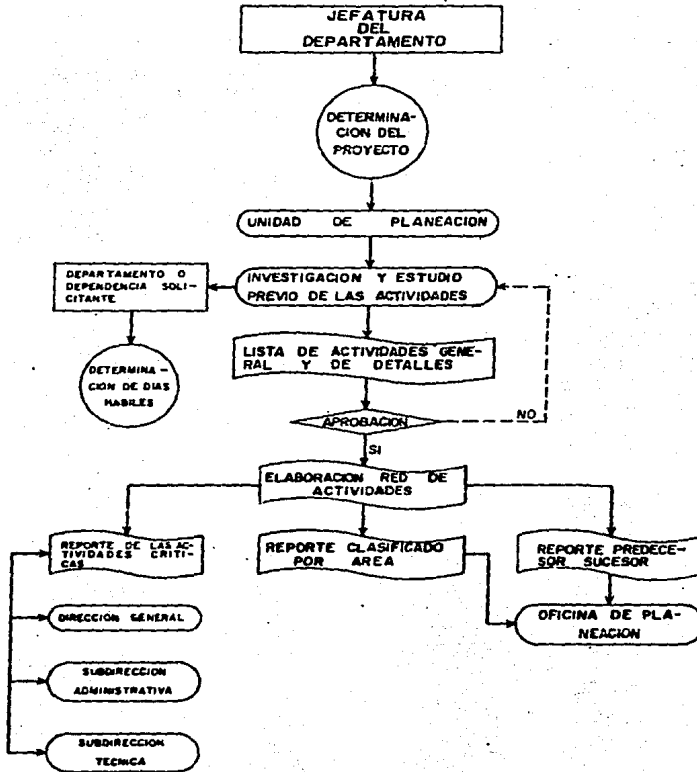 JEFATURA
DEL
DEPARTAMENTO
DETERMINA-
CION DEL
PROYECTO
UNIDAD DE PLANEACION
DEPARTAMENTO O
DEPENDENCIA SOLI-
CITANTE
INVESTIGACION Y ESTUDIO
PREVIO DE LAS ACTIVIDADES
DETERMINA-
CION DE DIAS
HABILES
LISTA DE ACTIVIDADES GENE-
RAL Y DE DETALLES
APROBACION
NO
SI
ELABORACION RED DE
ACTIVIDADES
REPORTE DE LAS AC-
TIVIDADES CRITI-
CAS
REPORTE CLASIFICADO
POR AREA
REPORTE PREDECE-
SOR SUCESOR
DIRECCION GENERAL
OFICINA DE PLA-
NEACION
SUBDIRECCION
ADMINISTRATIVA
SUBDIRECCION
TECNICA